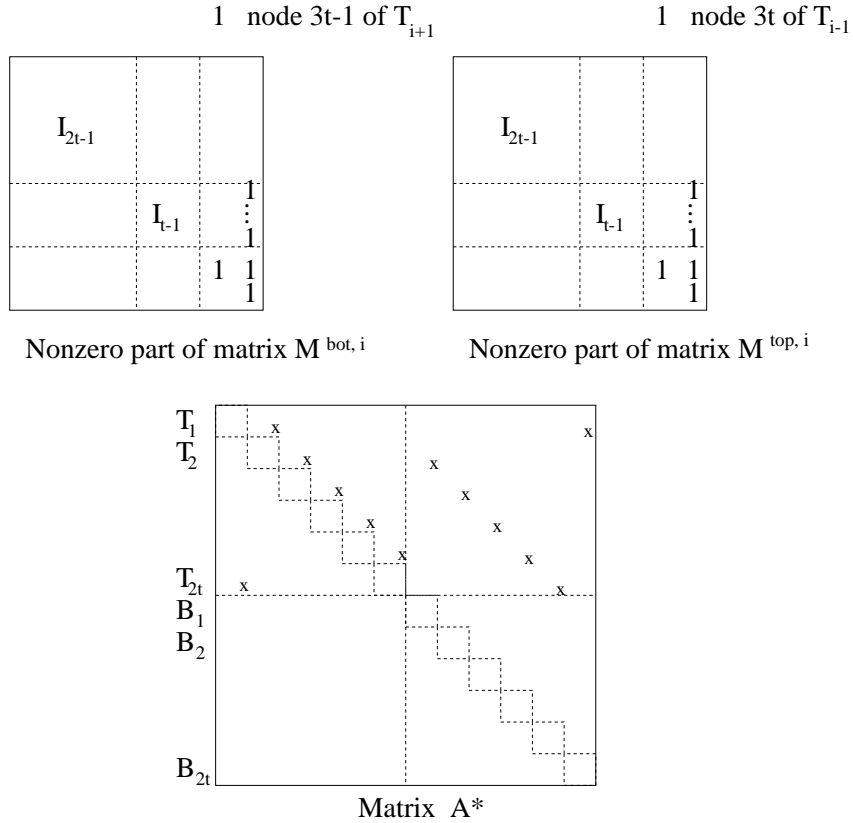 1 node 3t-1 of T_{i+1}
1 node 3t of T_{i-1}
I_{2t-1}
1
I_{t-1} ⋮
1
1 1
1
I_{2t-1}
1
I_{t-1} ⋮
1
1 1
1
Nonzero part of matrix M^{bot, i}
Nonzero part of matrix M^{top, i}
T_1 x x
T_2 x x
x x
x x
x x
T_{2t} x x
B_1
B_2
B_{2t}
Matrix A*